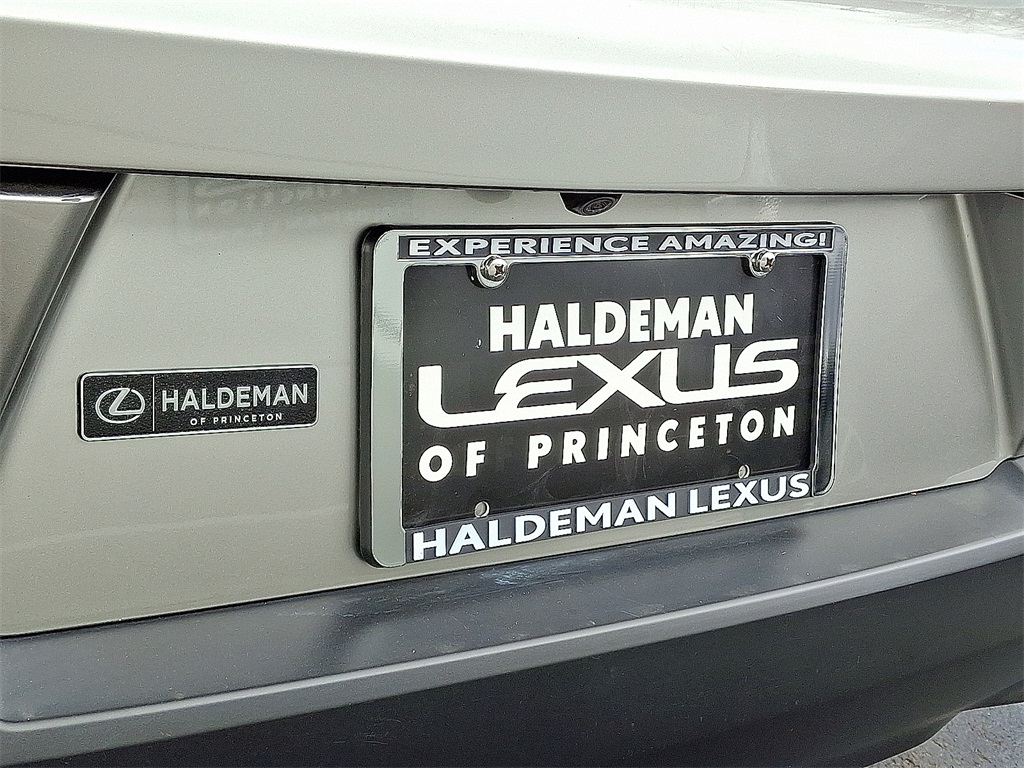 EXPERIENCE AMAZING!
HALDEMAN
LEXUS
OF PRINCETON
HALDEMAN LEXUS
HALDEMAN
OF PRINCETON